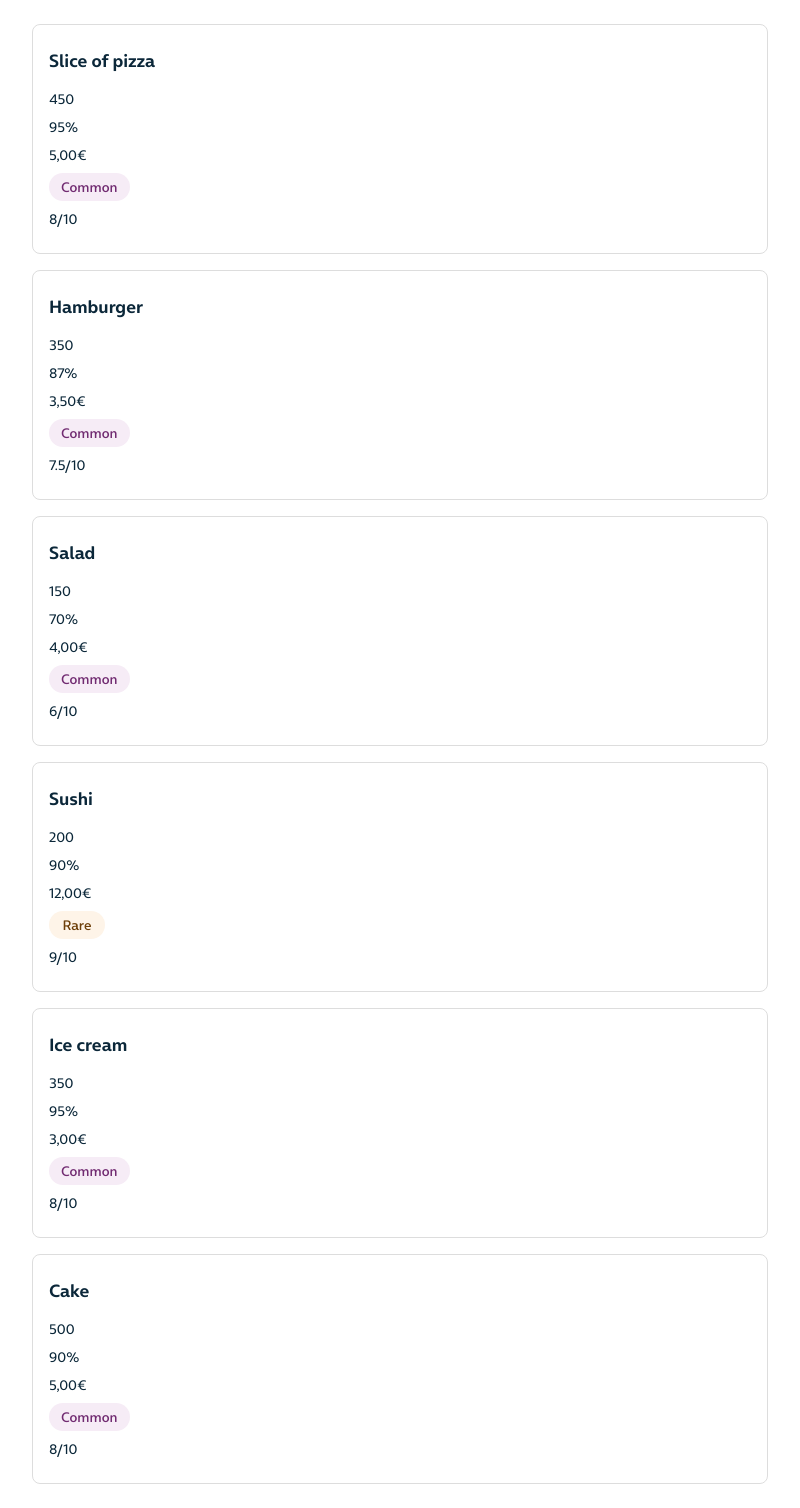 Slice of pizza
450
95%
5,00€
Common
8/10
Hamburger
350
87%
3,50€
Common
7.5/10
Salad
150
70%
4,00€
Common
6/10
Sushi
200
90%
12,00€
Rare
9/10
Ice cream
350
95%
3,00€
Common
8/10
Cake
500
90%
5,00€
Common
8/10